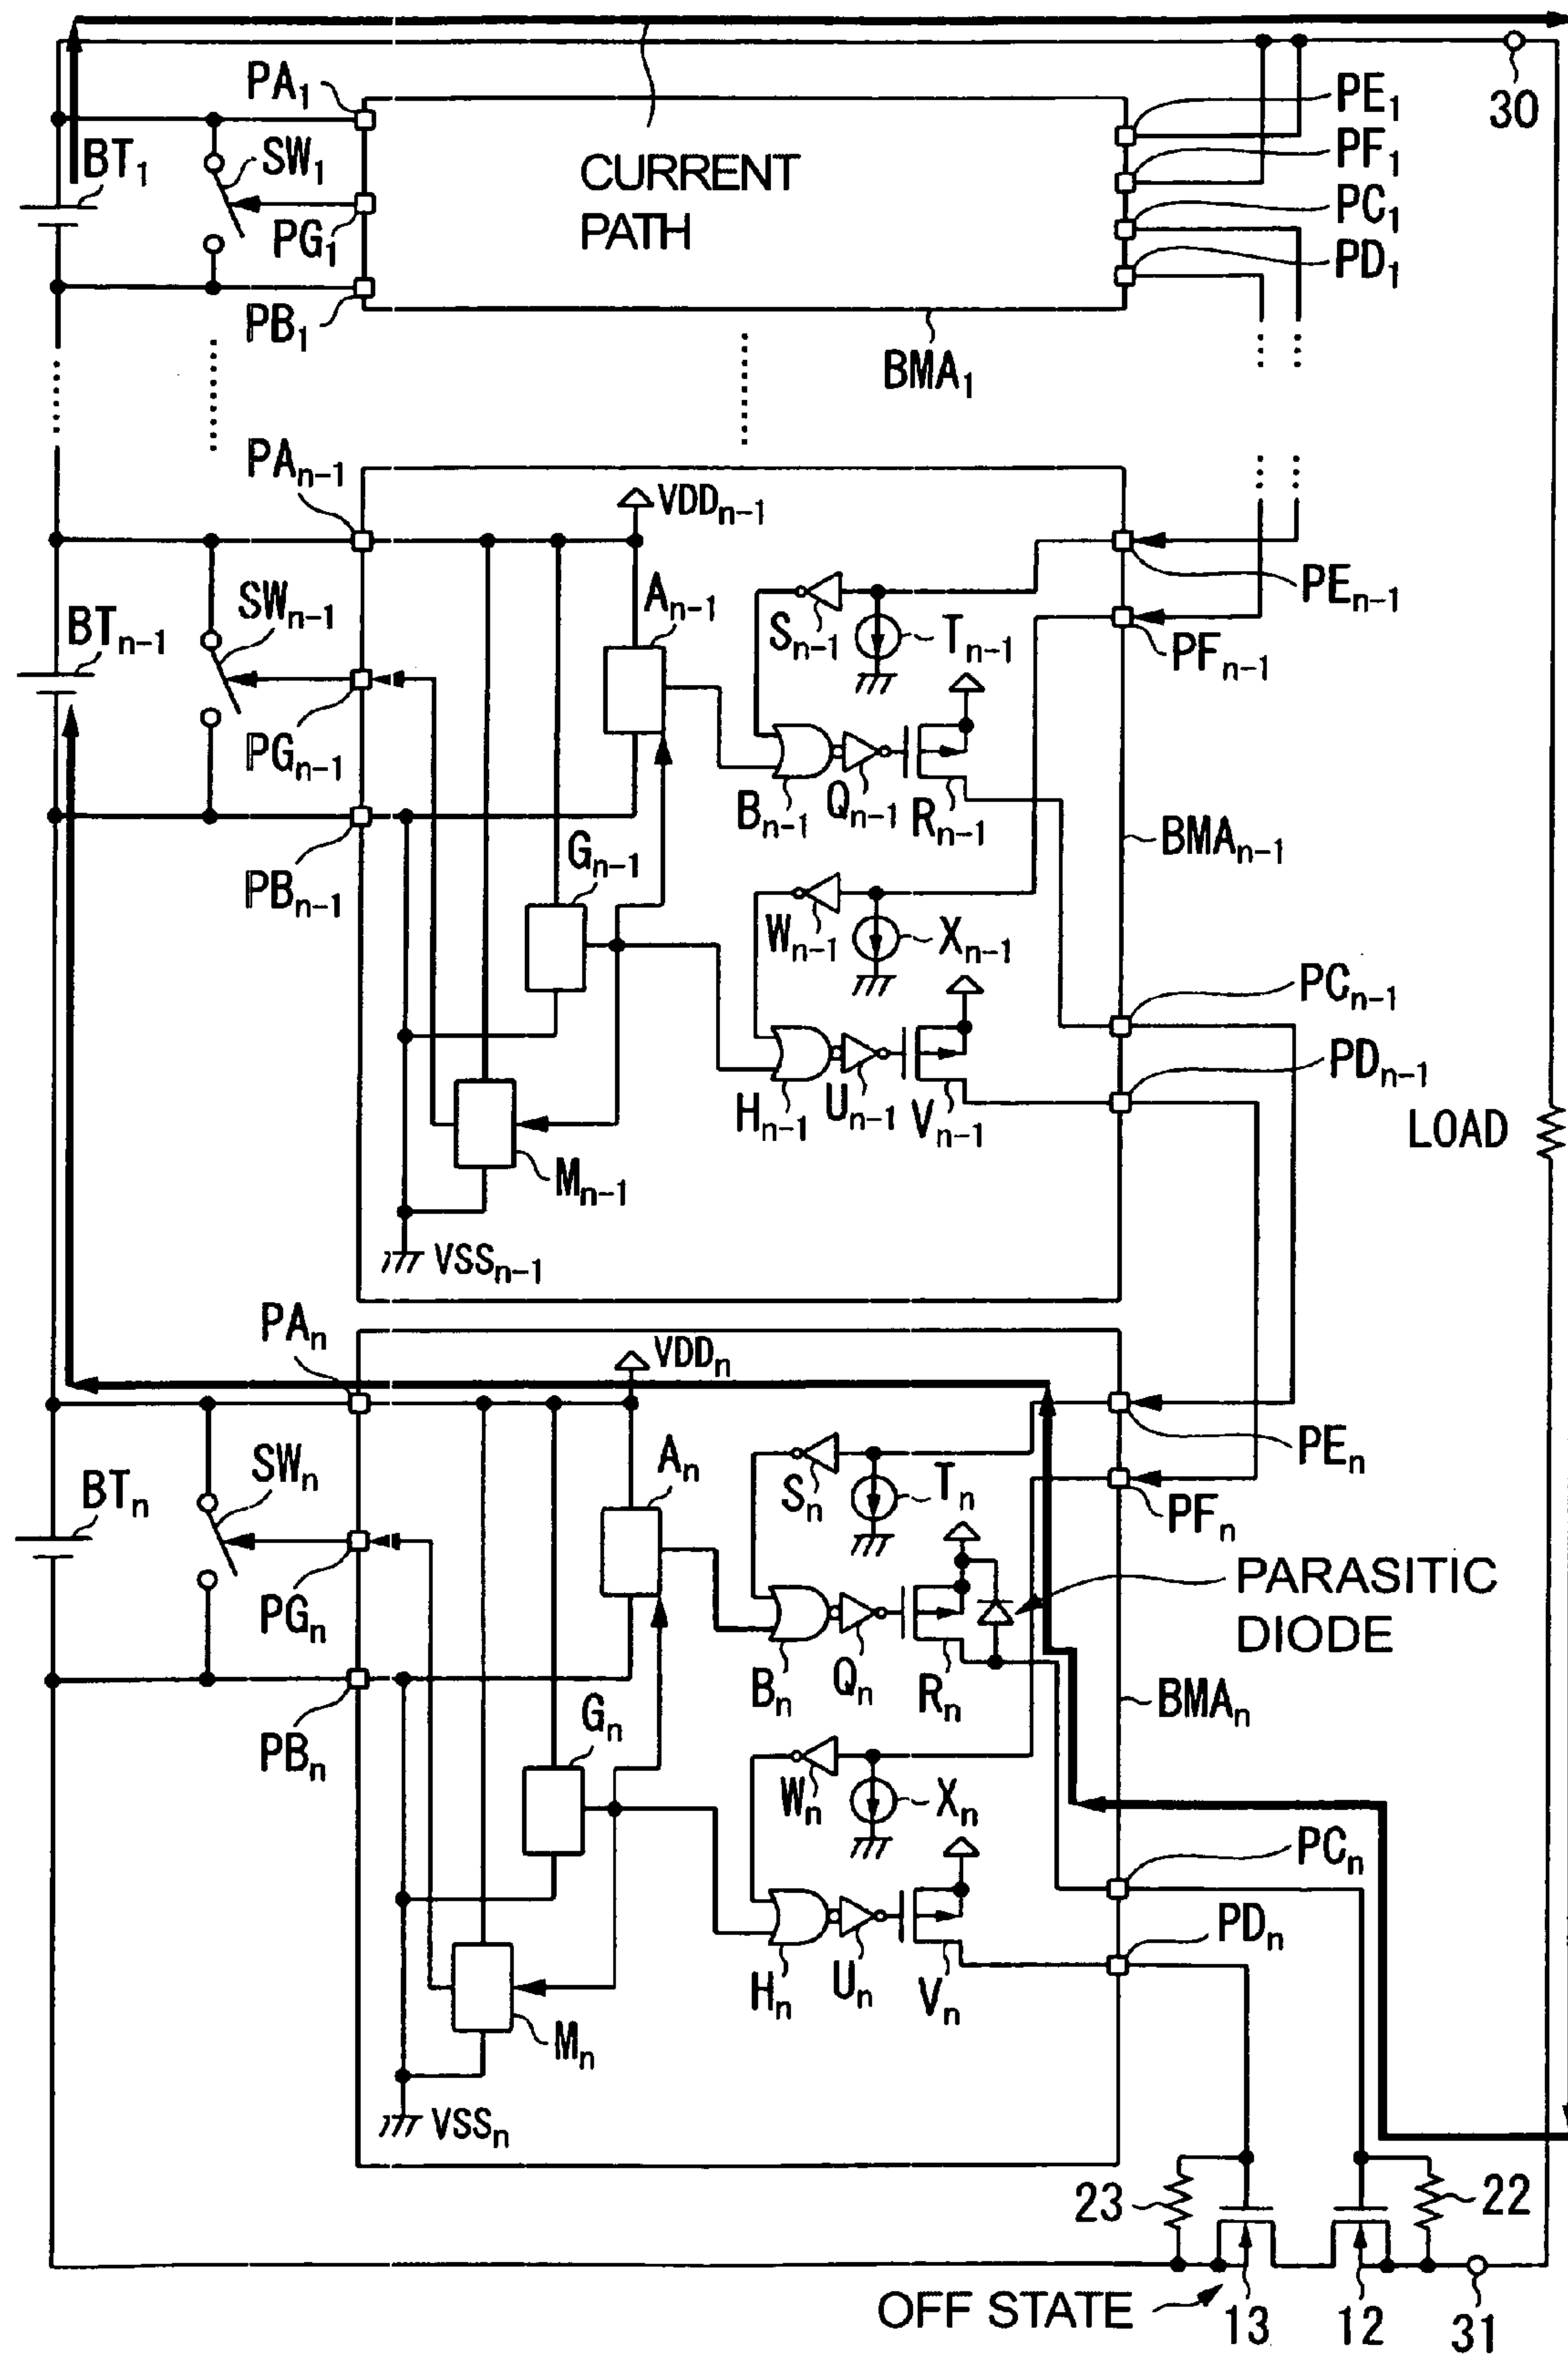 PA₁
PE₁
30
BT₁
SW₁
PF₁
CURRENT
PATH
PC₁
PG₁
PD₁
PB₁
BMA₁
PAₙ₋₁
VDDₙ₋₁
Aₙ₋₁
PEₙ₋₁
SWₙ₋₁
BTₙ₋₁
Sₙ₋₁
Tₙ₋₁
PFₙ₋₁
PGₙ₋₁
Bₙ₋₁
Qₙ₋₁
Rₙ₋₁
BMAₙ₋₁
Gₙ₋₁
PBₙ₋₁
Wₙ₋₁
Xₙ₋₁
PCₙ₋₁
PDₙ₋₁
Hₙ₋₁
Uₙ₋₁
Vₙ₋₁
LOAD
Mₙ₋₁
VSSₙ₋₁
PAₙ
VDDₙ
Aₙ
PEₙ
SWₙ
BTₙ
Sₙ
Tₙ
PFₙ
PARASITIC
DIODE
PGₙ
Bₙ
Qₙ
Rₙ
BMAₙ
Gₙ
PBₙ
Wₙ
Xₙ
PCₙ
PDₙ
Hₙ
Uₙ
Vₙ
Mₙ
VSSₙ
23
22
OFF STATE
13
12
31